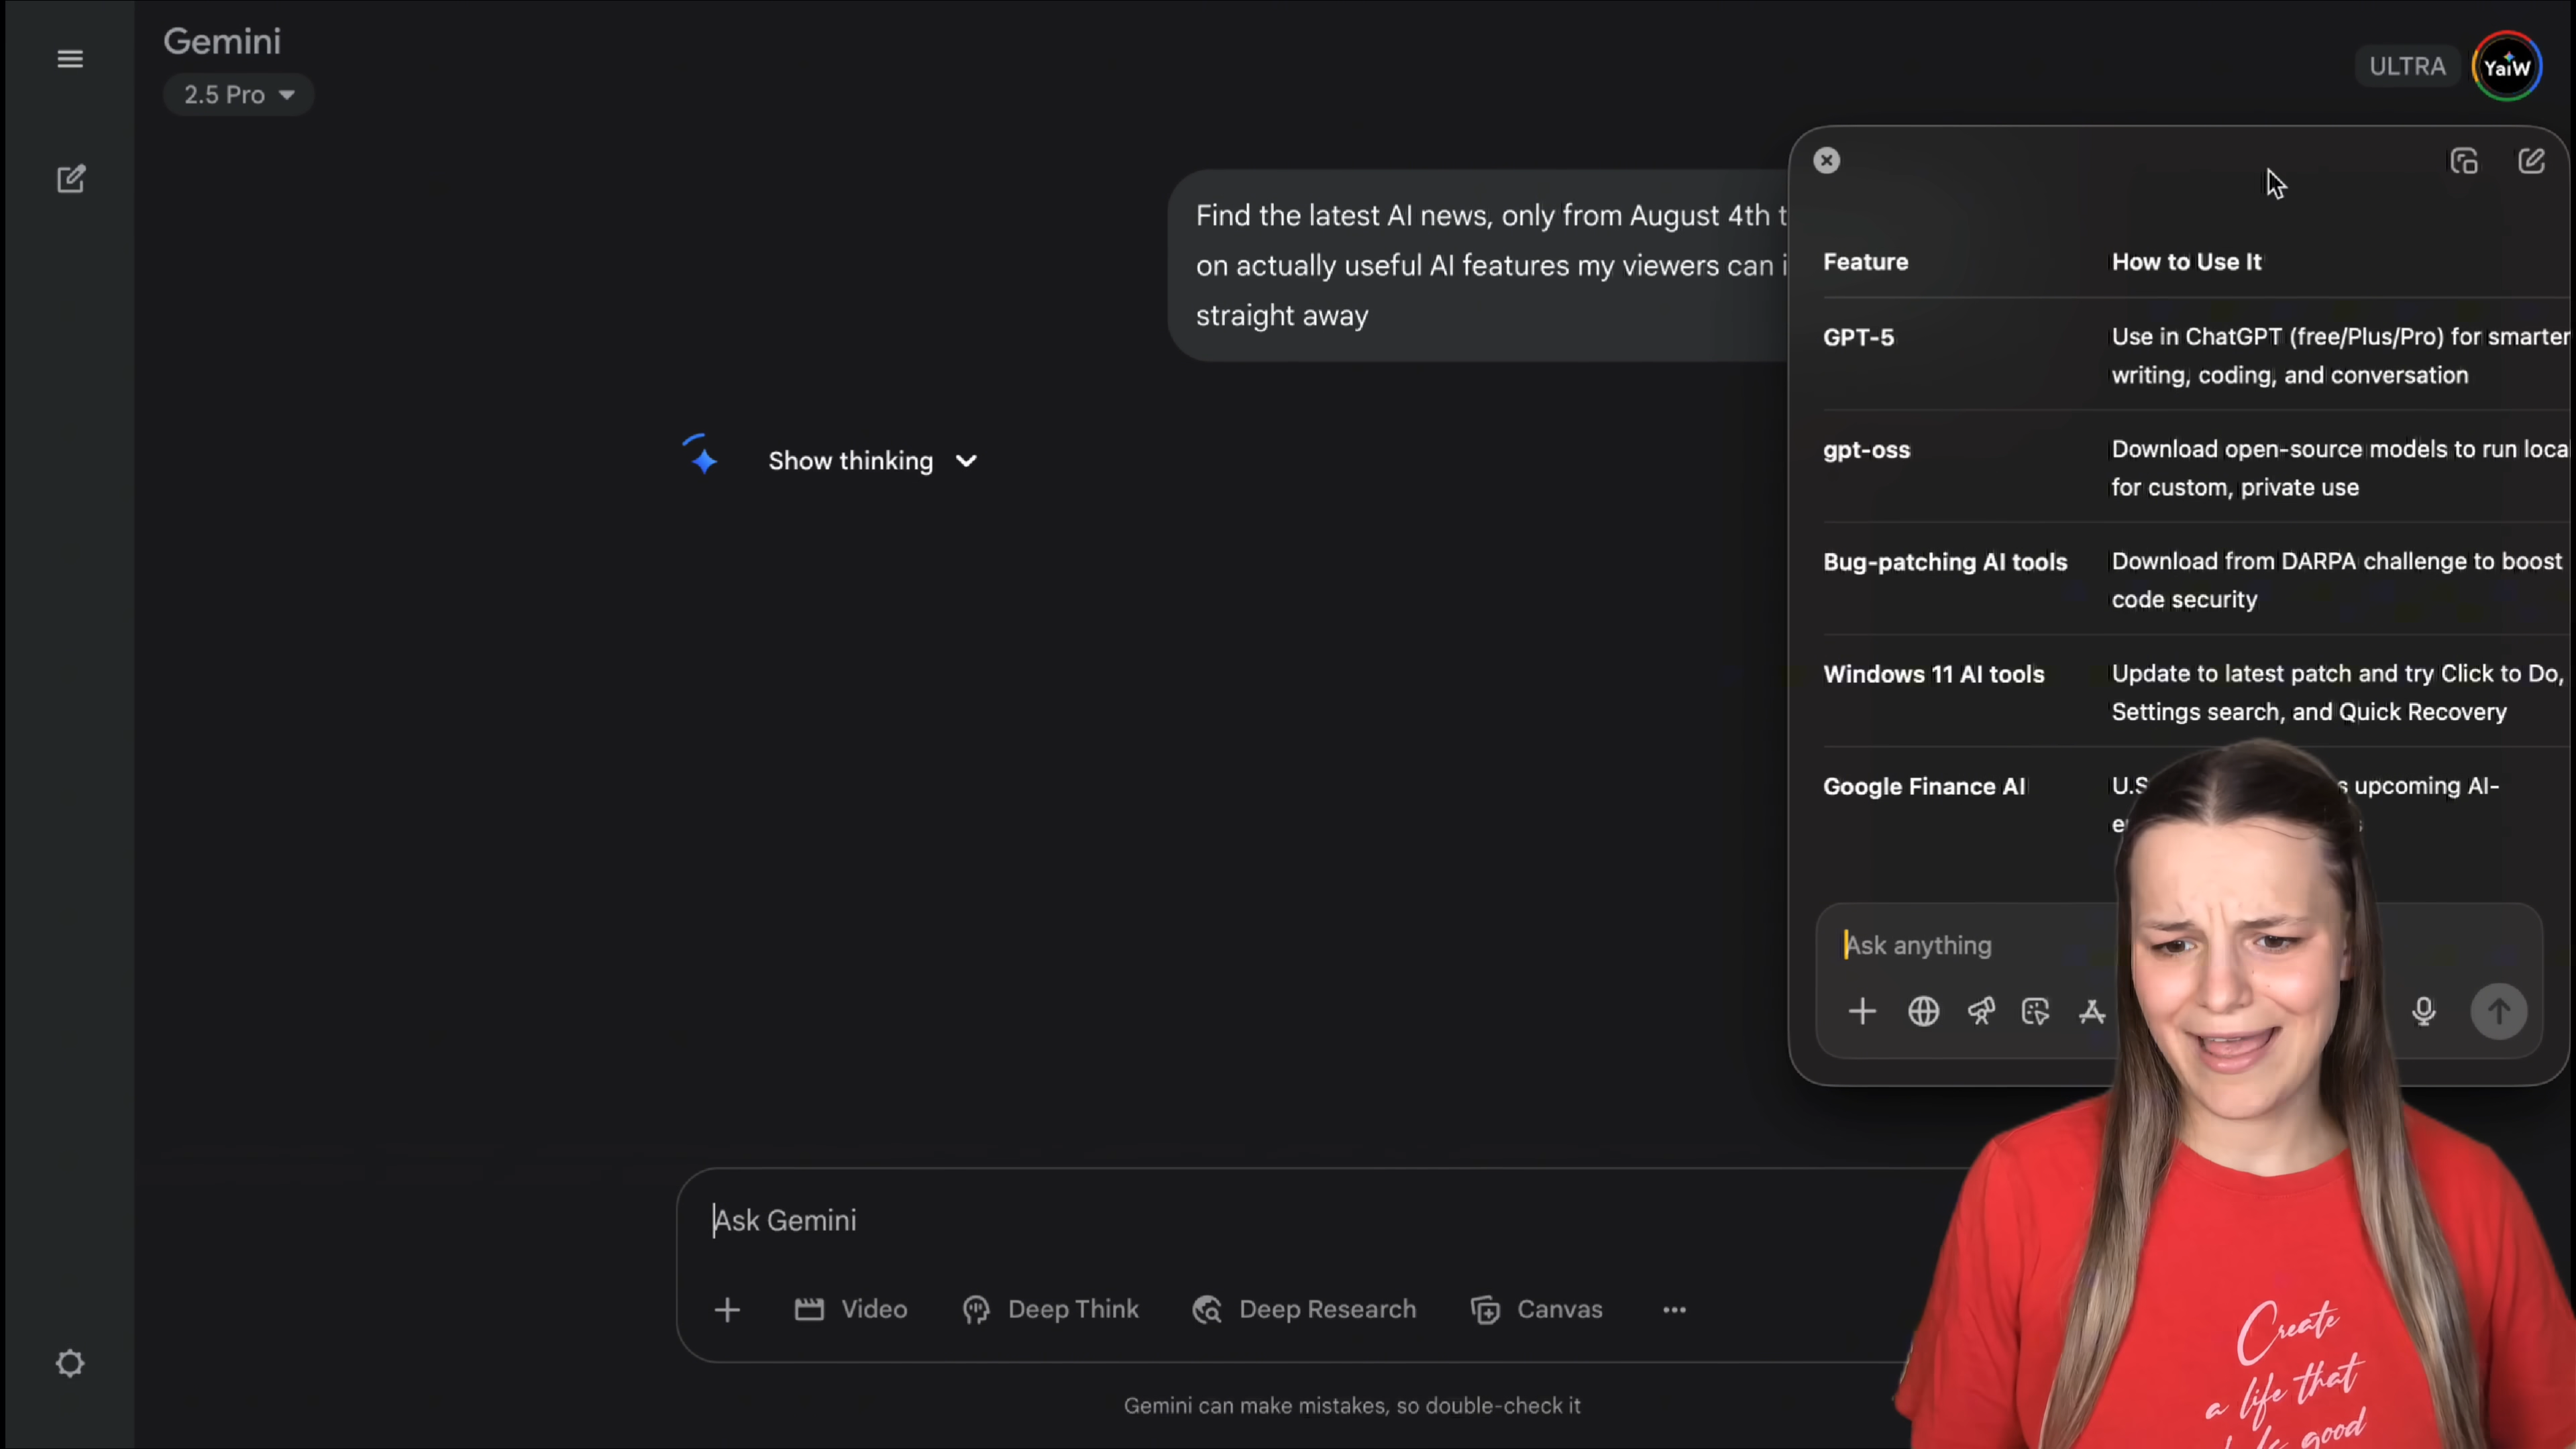 Gemini
2.5 Pro
ULTRA
YaiW
Find the latest AI news, only from August 4th t
on actually useful AI features my viewers can i
straight away
Show thinking
Feature How to Use It
GPT-5 Use in ChatGPT (free/Plus/Pro) for smarter
writing, coding, and conversation
gpt-oss Download open-source models to run loca
for custom, private use
Bug-patching AI tools Download from DARPA challenge to boost
code security
Windows 11 AI tools Update to latest patch and try Click to Do,
Settings search, and Quick Recovery
Google Finance AI U.S upcoming AI-
Ask anything
Ask Gemini
Video Deep Think Deep Research Canvas
Gemini can make mistakes, so double-check it
Create
a life that
good